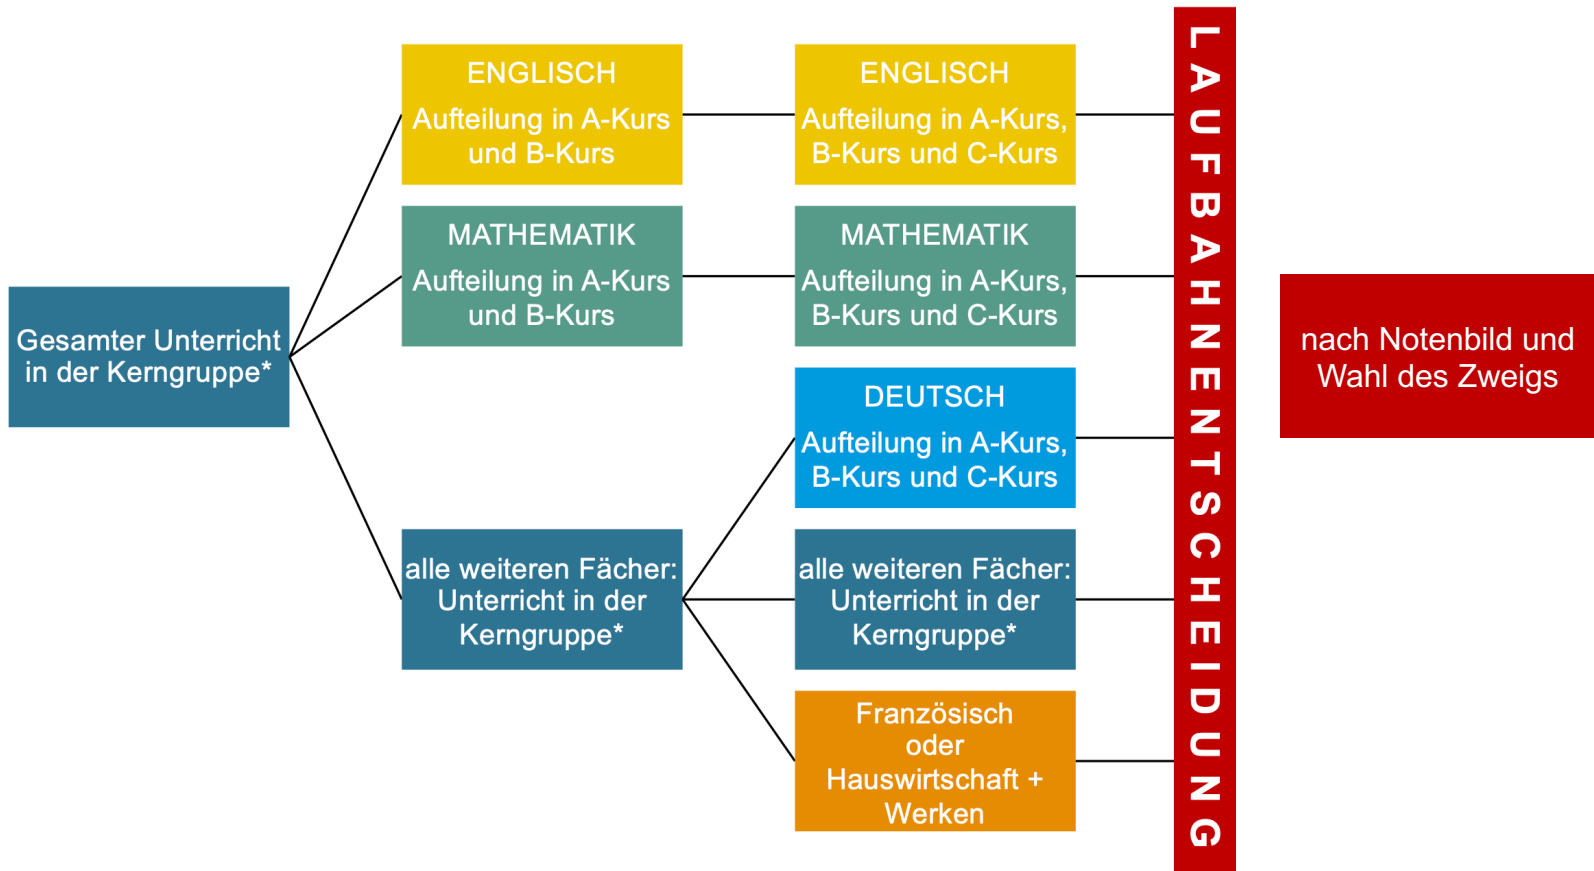 Gesamter Unterricht
in der Kerngruppe*
ENGLISCH
Aufteilung in A-Kurs
und B-Kurs
MATHEMATIK
Aufteilung in A-Kurs
und B-Kurs
alle weiteren Fächer:
Unterricht in der
Kerngruppe*
ENGLISCH
Aufteilung in A-Kurs,
B-Kurs und C-Kurs
MATHEMATIK
Aufteilung in A-Kurs,
B-Kurs und C-Kurs
DEUTSCH
Aufteilung in A-Kurs,
B-Kurs und C-Kurs
alle weiteren Fächer:
Unterricht in der
Kerngruppe*
Französisch
oder
Hauswirtschaft +
Werken
LAUFBAHNENTSCHEIDUNG
nach Notenbild und
Wahl des Zweigs